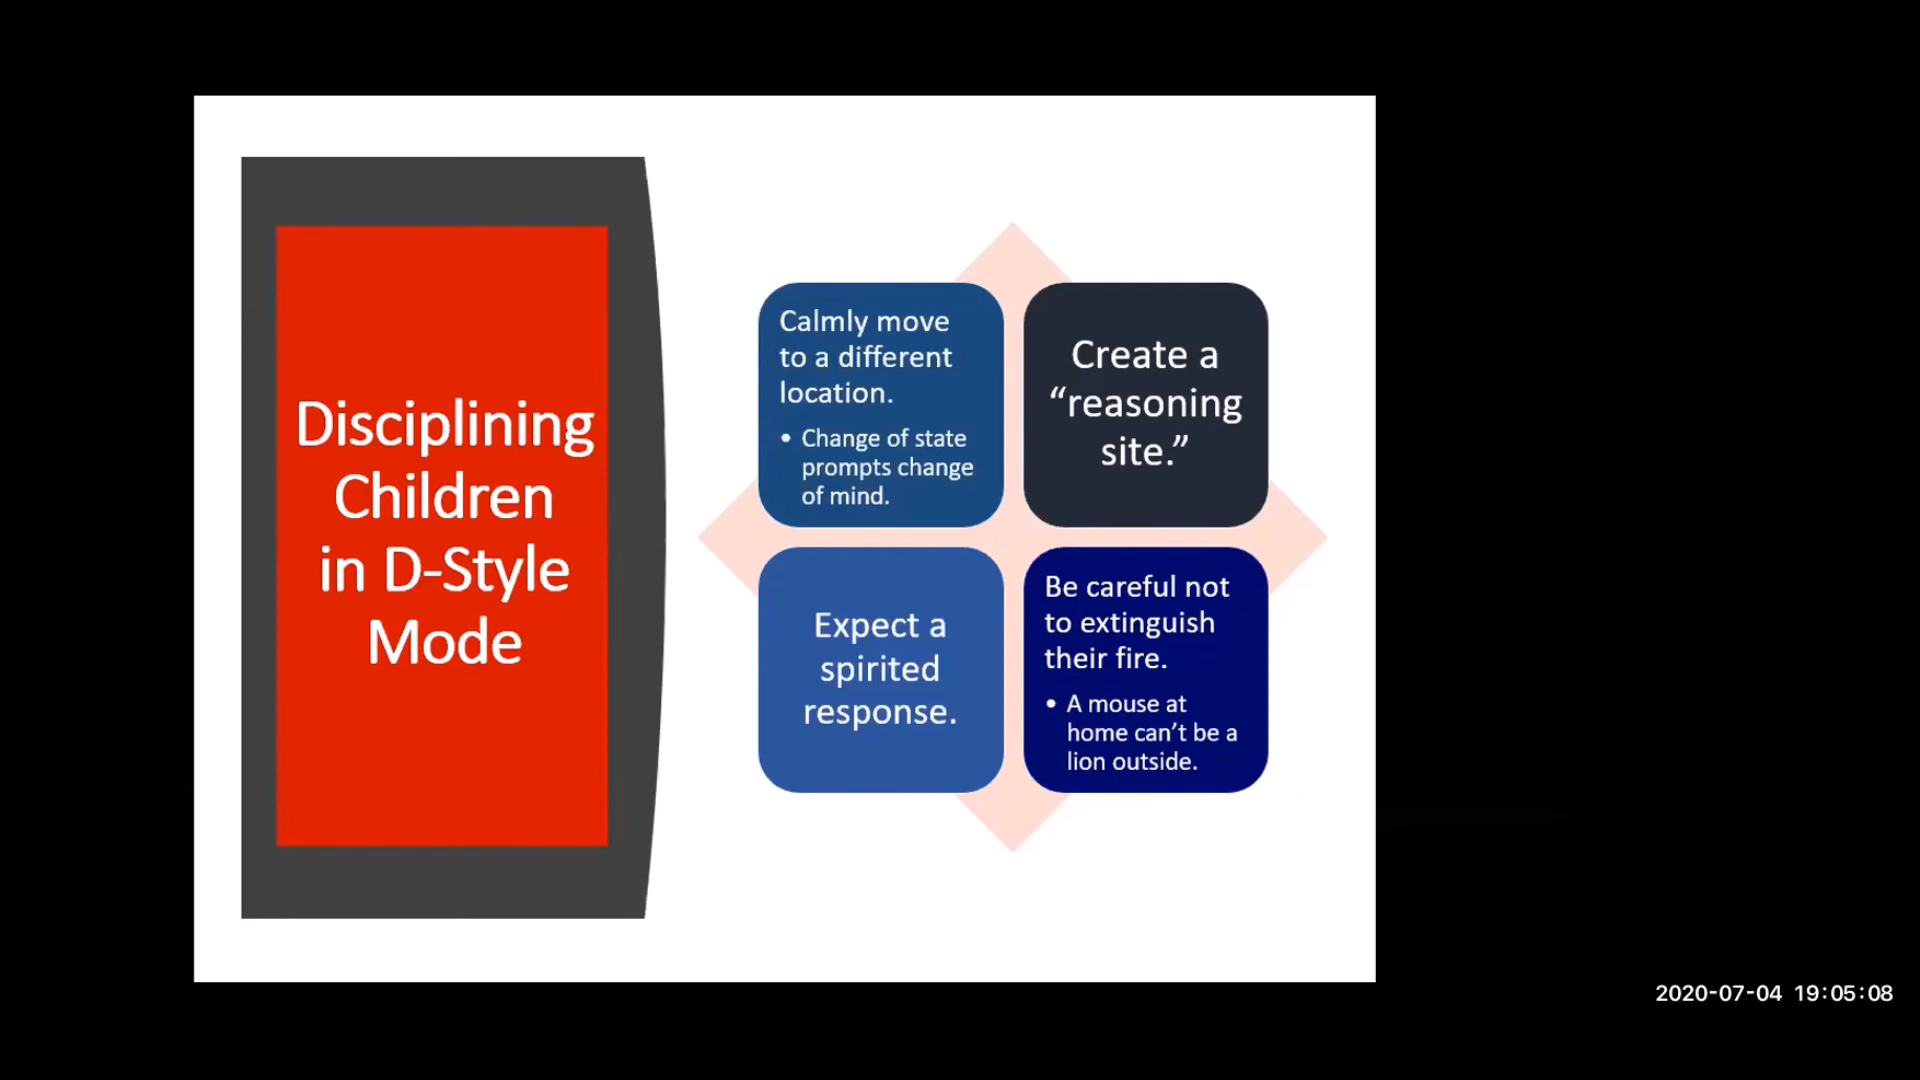 Disciplining
Children
in D-Style
Mode
Calmly move
to a different
location.
• Change of state
prompts change
of mind.
Create a
“reasoning
site.”
Expect a
spirited
response.
Be careful not
to extinguish
their fire.
• A mouse at
home can’t be a
lion outside.
2020-07-04 19:05:08